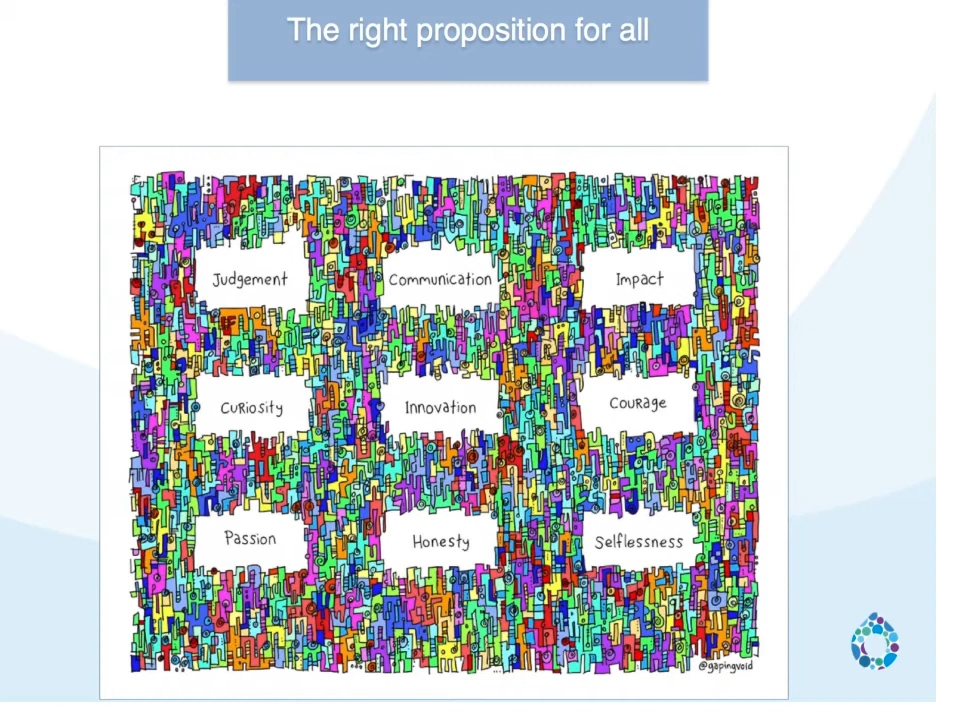 The right proposition for all
Judgement Communication Impact
CuRiosity Innovation CouRage
Passion Honesty Selflessness
@gapingvoid